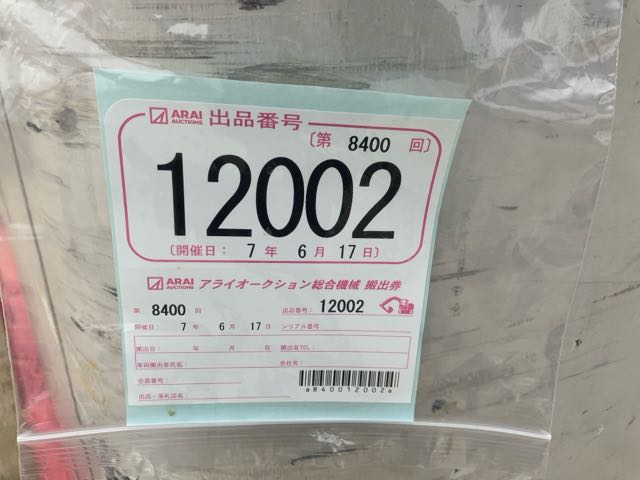 ARAI AUCTIONS 出品番号
〔第 8400 回〕
12002
〔開催日: 7 年 6 月 17 日〕
ARAI AUCTIONS アライオークション総合機械 搬出券
第 8400 回 出品番号: 12002
開催日: 7 年 6 月 17 日 シリアル番号
搬出日: 年 月 日 搬出者TEL:
車両搬出者氏名: 会社名:
会員番号:
出品・落札店名:
a840012002a